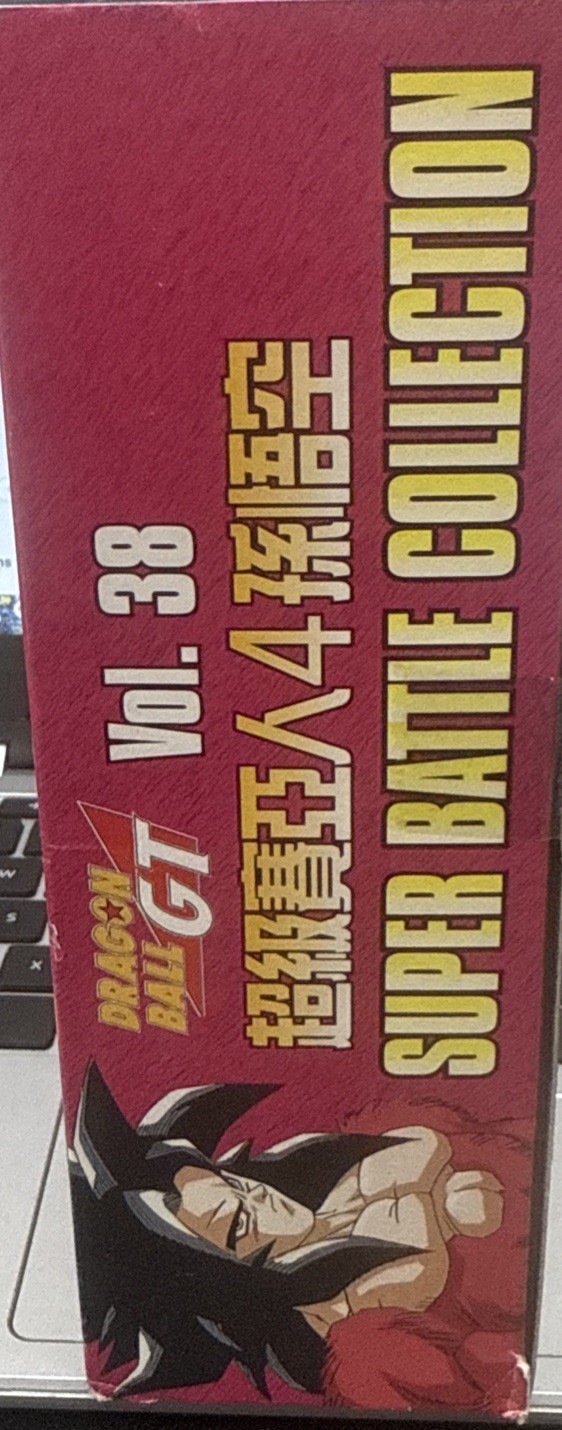 DRAGON
BALL GT
Vol. 38
超級賽亞人4孫悟空
SUPER BATTLE COLLECTION
W
S
X